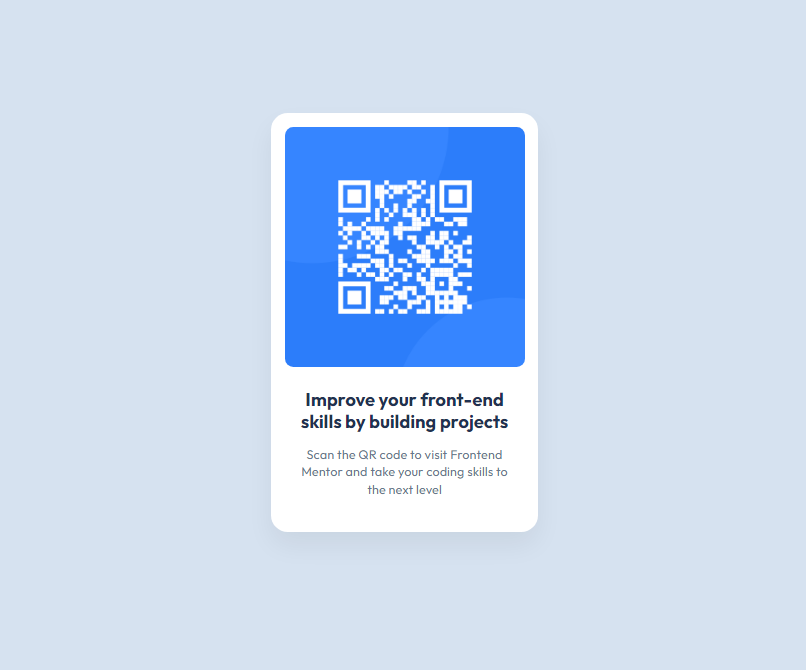 Improve your front-end
skills by building projects
Scan the QR code to visit Frontend
Mentor and take your coding skills to
the next level